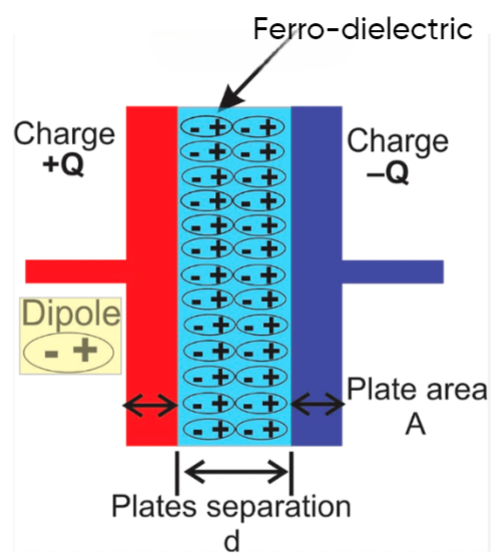 Ferro-dielectric
Charge
+Q
Charge
–Q
Dipole
- +
- + - +
- + - +
- + - +
- + - +
- + - +
- + - +
- + - +
- + - +
- + - +
- + - +
- + - +
- + - +
- + - +
Plate area
A
Plates separation
d